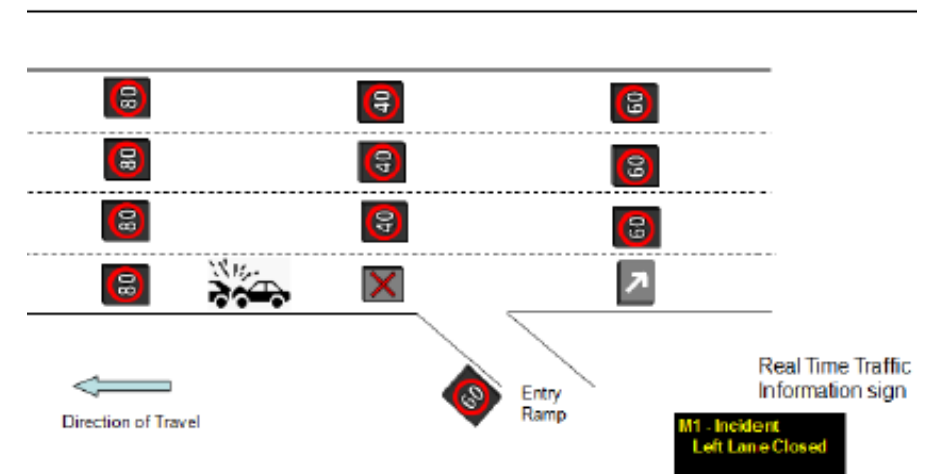 80 40 60
80 40 60
80 40 60
80
60
Entry
Ramp
Direction of Travel
Real Time Traffic
Information sign
M1 - Incident
Left Lane Closed